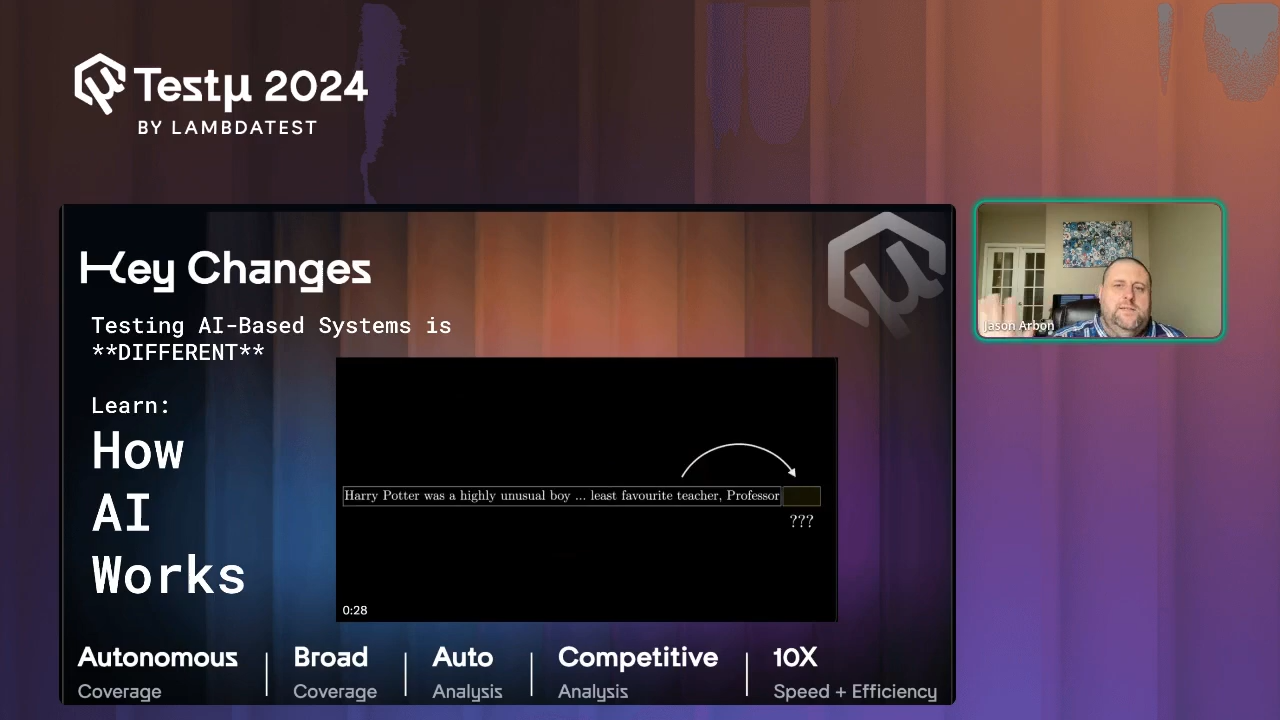 Testμ 2024
BY LAMBDATEST
Key Changes
Testing AI-Based Systems is
**DIFFERENT**
Learn:
How
AI
Works
Harry Potter was a highly unusual boy ... least favourite teacher, Professor
???
0:28
Jason Arbon
Autonomous
Coverage
Broad
Coverage
Auto
Analysis
Competitive
Analysis
10X
Speed + Efficiency